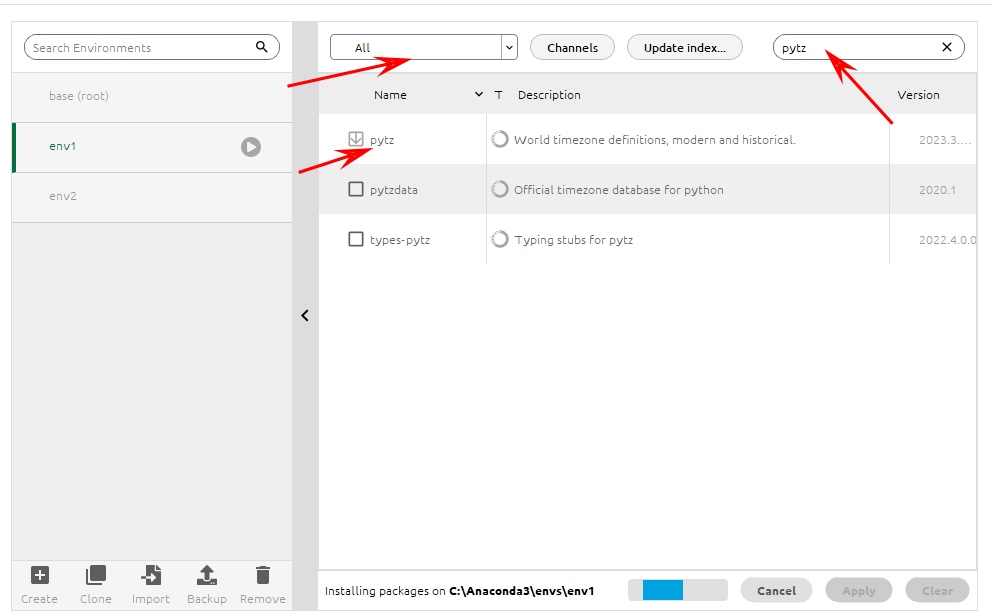 Search Environments
All
Channels
Update index...
pytz
base (root)
env1
env2
Name
T
Description
Version
pytz
World timezone definitions, modern and historical.
2023.3....
pytzdata
Official timezone database for python
2020.1
types-pytz
Typing stubs for pytz
2022.4.0.0
Create
Clone
Import
Backup
Remove
Installing packages on C:\Anaconda3\envs\env1
Cancel
Apply
Clear